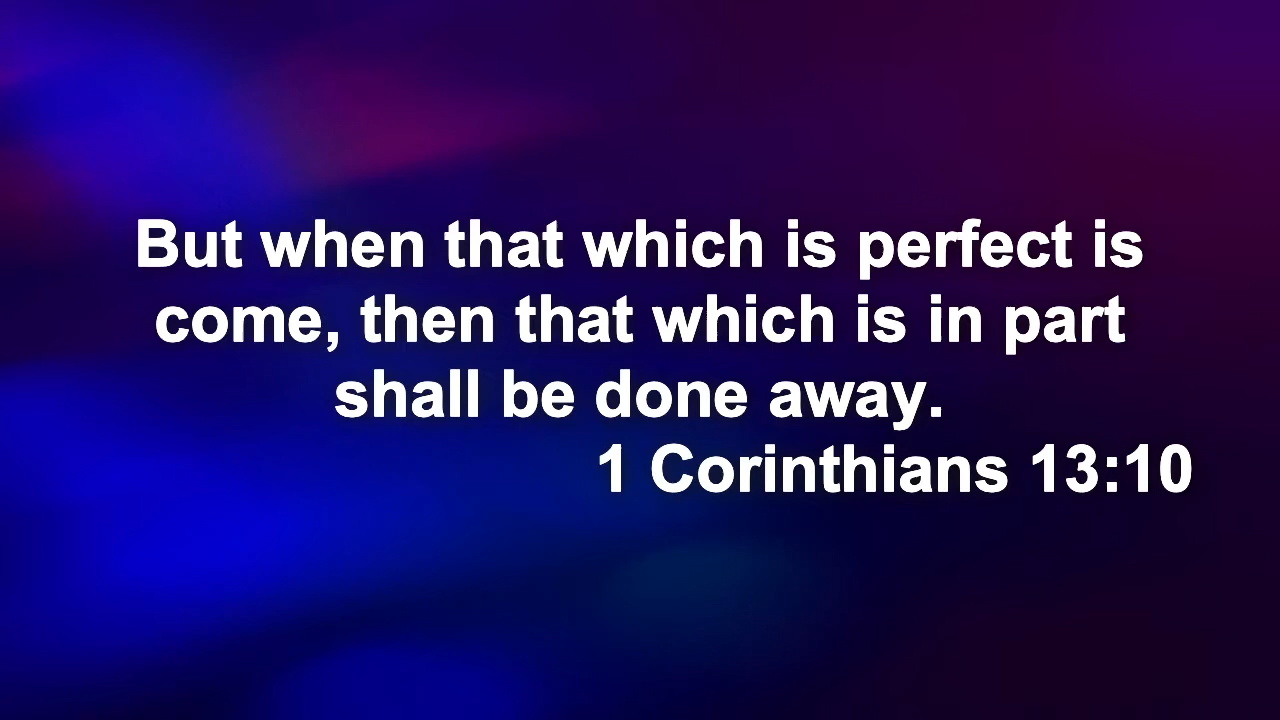 But when that which is perfect is
come, then that which is in part
shall be done away.
1 Corinthians 13:10